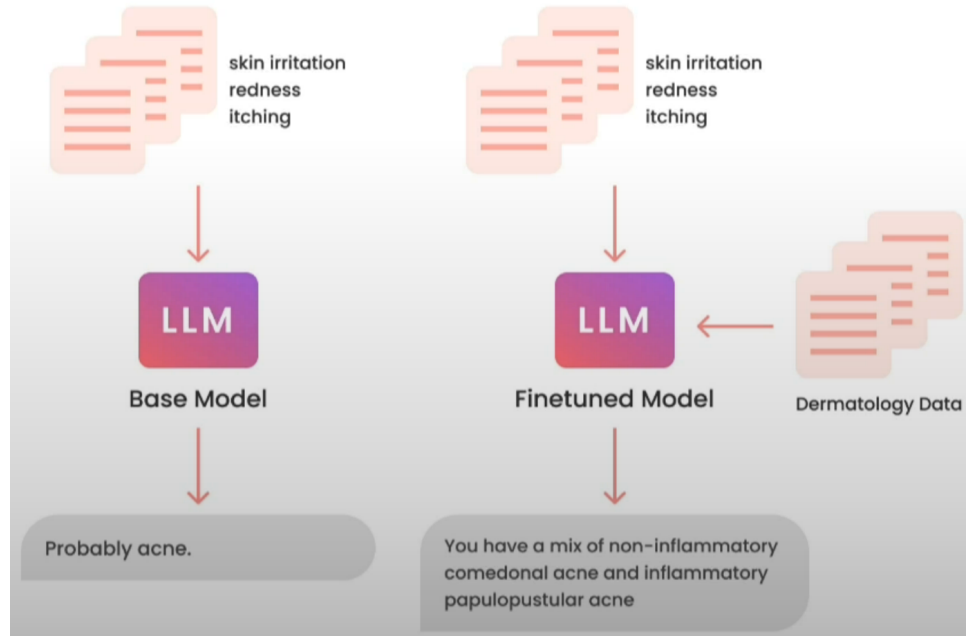 skin irritation
redness
itching
LLM
Base Model
Probably acne.
skin irritation
redness
itching
LLM
Finetuned Model
Dermatology Data
You have a mix of non-inflammatory
comedonal acne and inflammatory
papulopustular acne